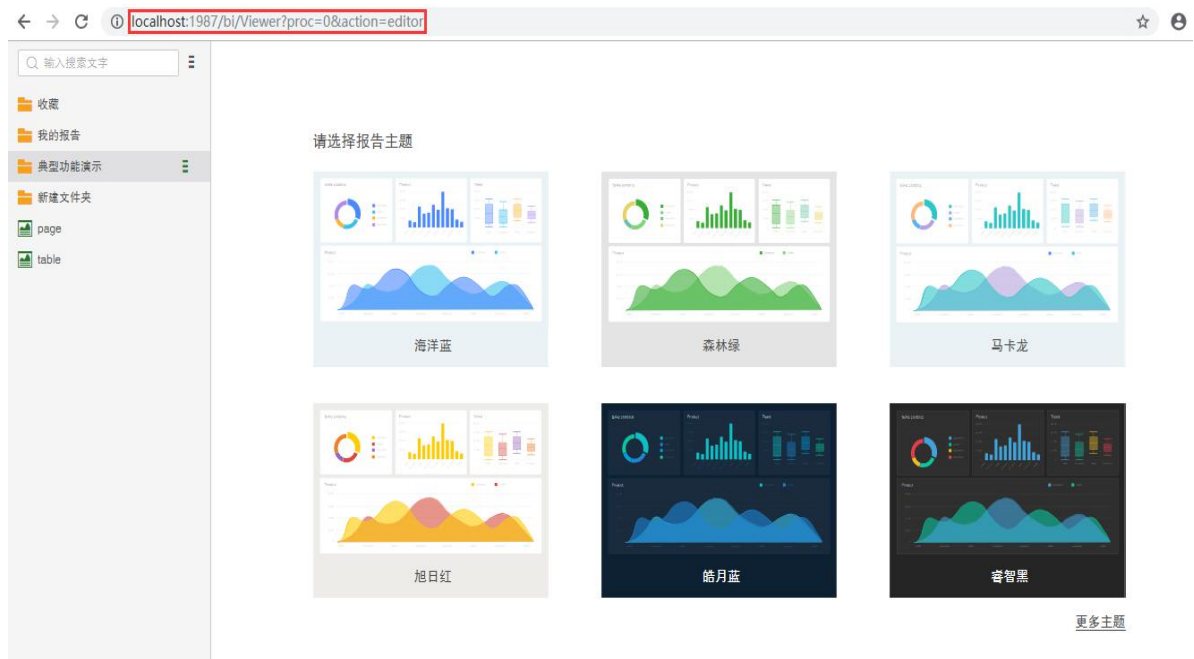 localhost:1987/bi/Viewer?proc=0&action=editor
输入搜索文字
收藏
我的报告
典型功能演示
新建文件夹
page
table
请选择报告主题
海洋蓝
森林绿
马卡龙
旭日红
皓月蓝
睿智黑
更多主题